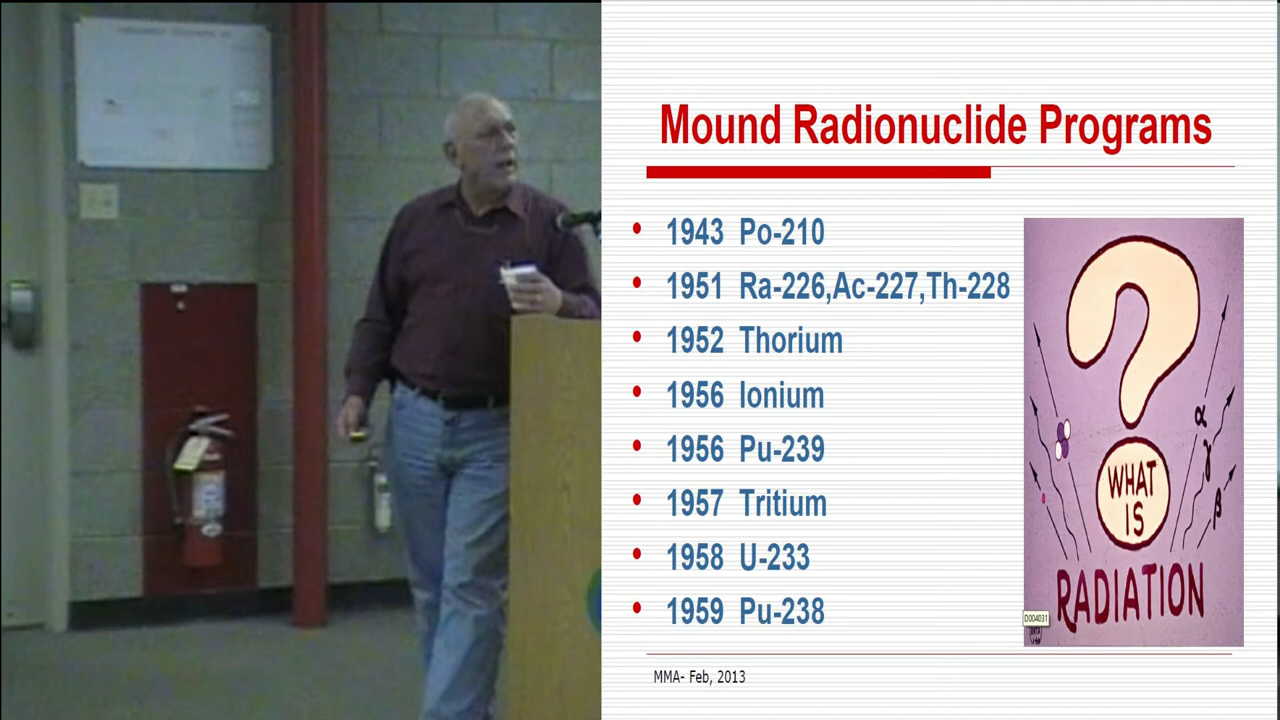 Mound Radionuclide Programs
• 1943 Po-210
• 1951 Ra-226,Ac-227,Th-228
• 1952 Thorium
• 1956 Ionium
• 1956 Pu-239
• 1957 Tritium
• 1958 U-233
• 1959 Pu-238
?
WHAT
IS
RADIATION
α
γ
β
D004031
MMA- Feb, 2013